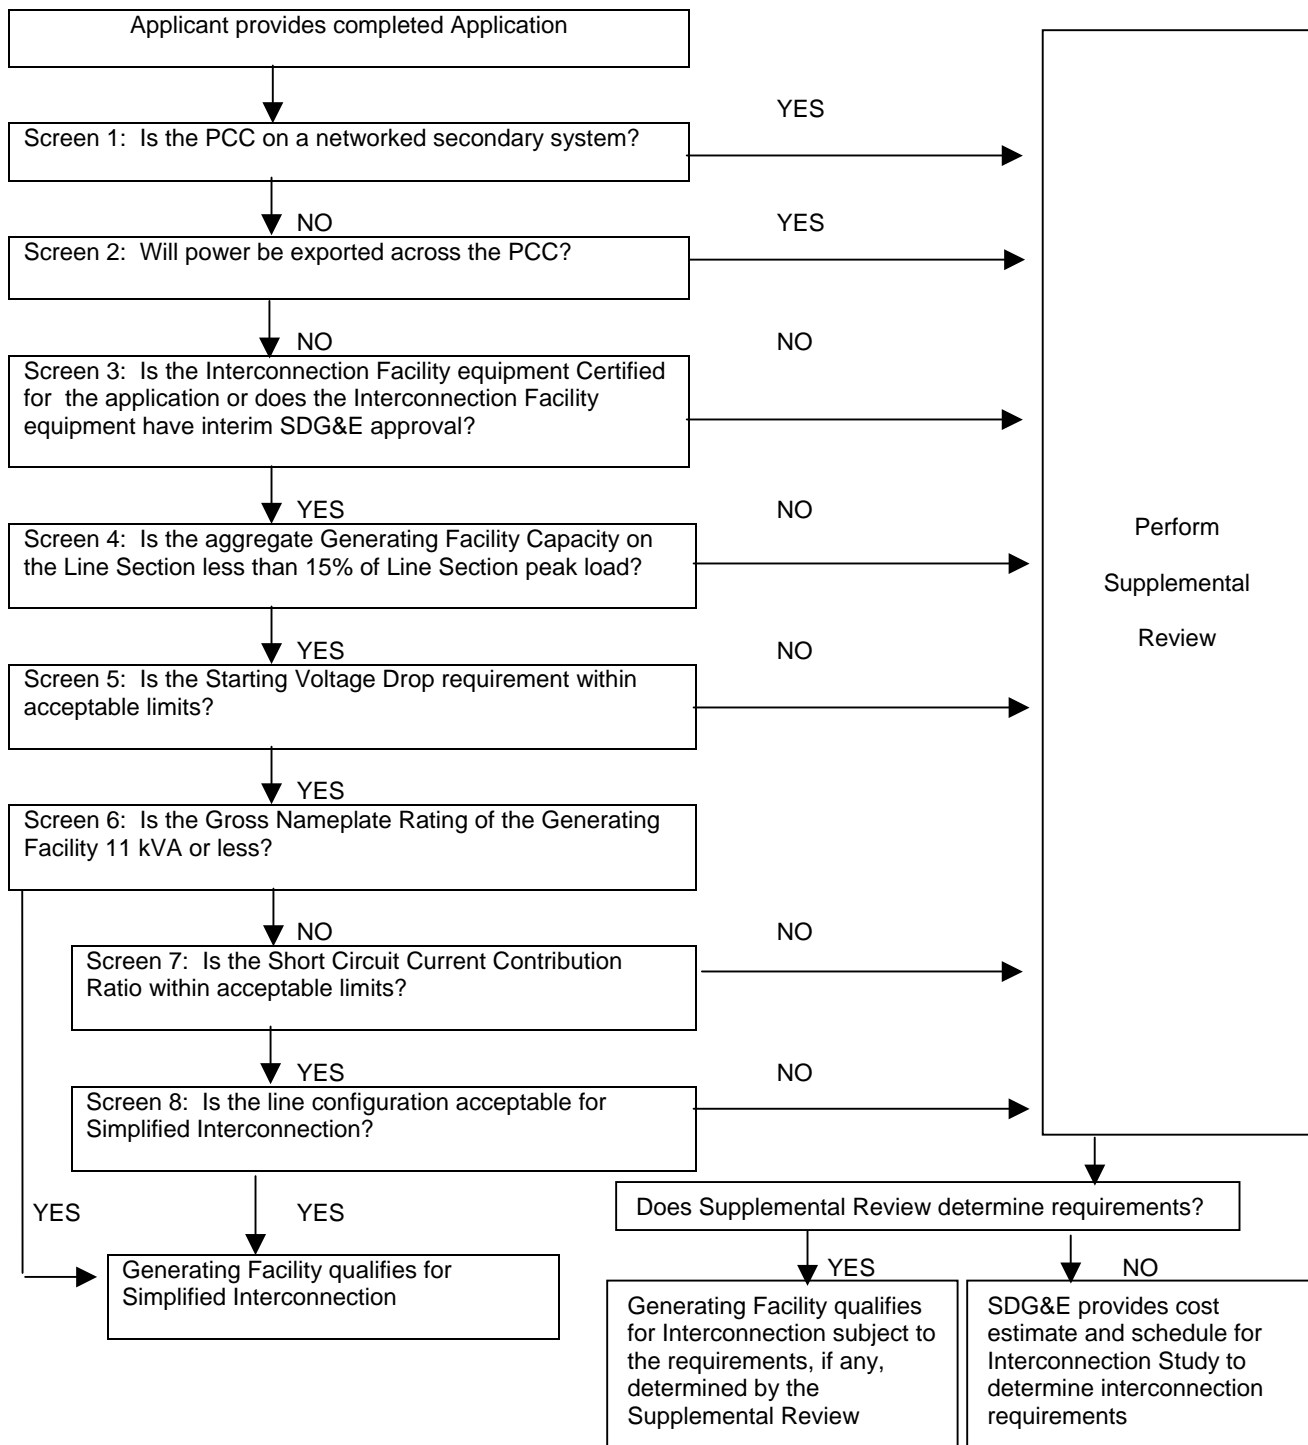 Applicant provides completed Application
YES
Screen 1: Is the PCC on a networked secondary system?
NO
YES
Screen 2: Will power be exported across the PCC?
NO
NO
Screen 3: Is the Interconnection Facility equipment Certified
for the application or does the Interconnection Facility
equipment have interim SDG&E approval?
YES
NO
Screen 4: Is the aggregate Generating Facility Capacity on
the Line Section less than 15% of Line Section peak load?
YES
NO
Screen 5: Is the Starting Voltage Drop requirement within
acceptable limits?
YES
Screen 6: Is the Gross Nameplate Rating of the Generating
Facility 11 kVA or less?
NO
NO
Screen 7: Is the Short Circuit Current Contribution
Ratio within acceptable limits?
YES
NO
Screen 8: Is the line configuration acceptable for
Simplified Interconnection?
YES
YES
Generating Facility qualifies for
Simplified Interconnection
Perform
Supplemental
Review
Does Supplemental Review determine requirements?
YES
NO
Generating Facility qualifies
for Interconnection subject to
the requirements, if any,
determined by the
Supplemental Review
SDG&E provides cost
estimate and schedule for
Interconnection Study to
determine interconnection
requirements